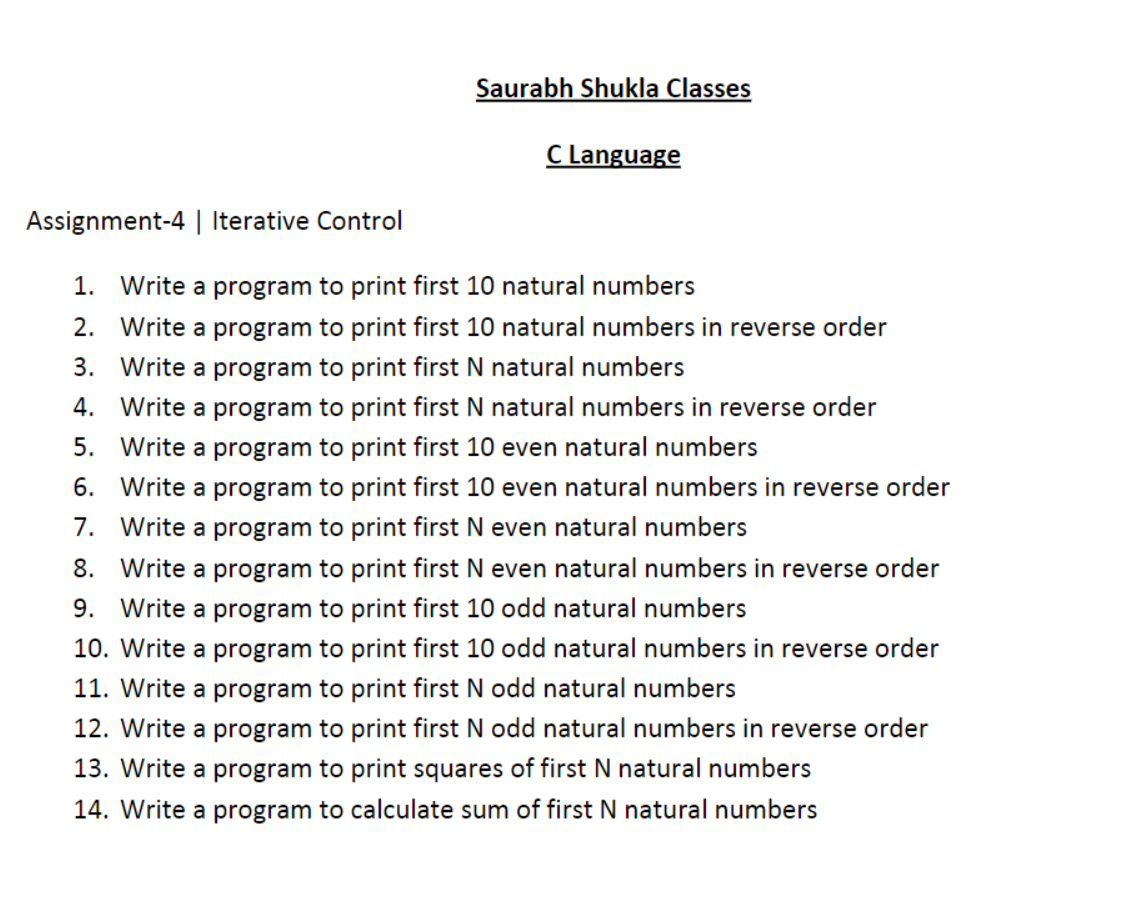 Saurabh Shukla Classes
C Language
Assignment-4 | Iterative Control
1. Write a program to print first 10 natural numbers
2. Write a program to print first 10 natural numbers in reverse order
3. Write a program to print first N natural numbers
4. Write a program to print first N natural numbers in reverse order
5. Write a program to print first 10 even natural numbers
6. Write a program to print first 10 even natural numbers in reverse order
7. Write a program to print first N even natural numbers
8. Write a program to print first N even natural numbers in reverse order
9. Write a program to print first 10 odd natural numbers
10. Write a program to print first 10 odd natural numbers in reverse order
11. Write a program to print first N odd natural numbers
12. Write a program to print first N odd natural numbers in reverse order
13. Write a program to print squares of first N natural numbers
14. Write a program to calculate sum of first N natural numbers